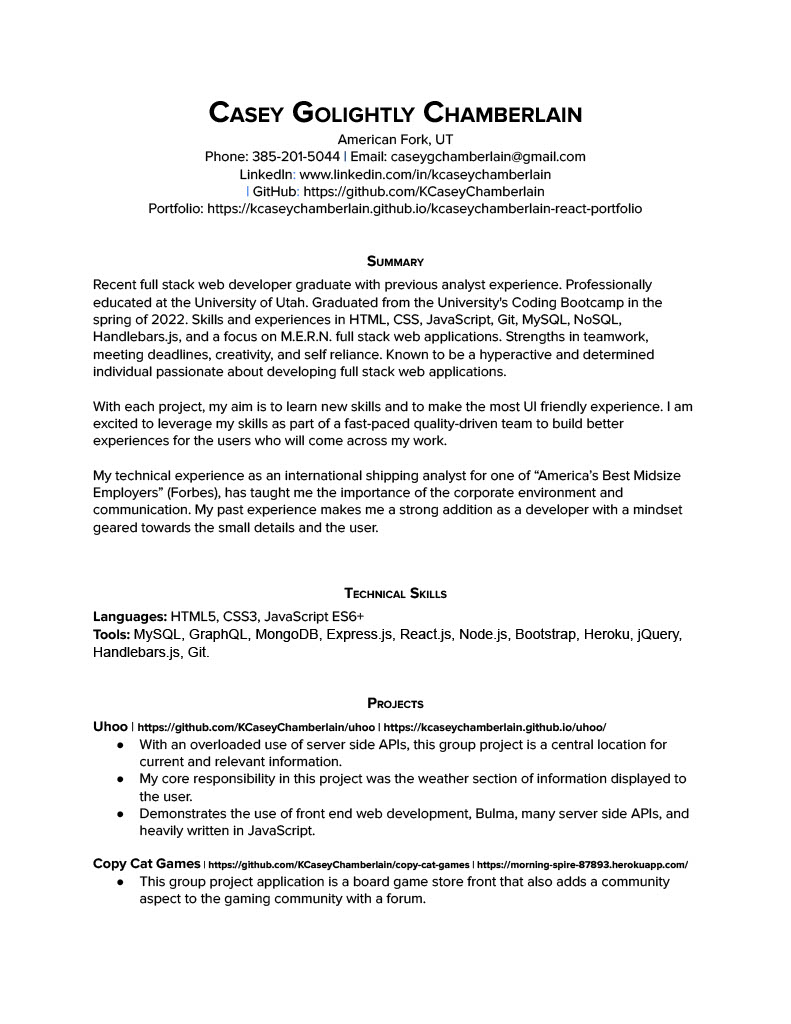 Casey Golightly Chamberlain
American Fork, UT
Phone: 385-201-5044 | Email: caseygchamberlain@gmail.com
LinkedIn: www.linkedin.com/in/kcaseychamberlain
| GitHub: https://github.com/KCaseyChamberlain
Portfolio: https://kcaseychamberlain.github.io/kcaseychamberlain-react-portfolio
Summary
Recent full stack web developer graduate with previous analyst experience. Professionally
educated at the University of Utah. Graduated from the University's Coding Bootcamp in the
spring of 2022. Skills and experiences in HTML, CSS, JavaScript, Git, MySQL, NoSQL,
Handlebars.js, and a focus on M.E.R.N. full stack web applications. Strengths in teamwork,
meeting deadlines, creativity, and self reliance. Known to be a hyperactive and determined
individual passionate about developing full stack web applications.
With each project, my aim is to learn new skills and to make the most UI friendly experience. I am
excited to leverage my skills as part of a fast-paced quality-driven team to build better
experiences for the users who will come across my work.
My technical experience as an international shipping analyst for one of “America’s Best Midsize
Employers” (Forbes), has taught me the importance of the corporate environment and
communication. My past experience makes me a strong addition as a developer with a mindset
geared towards the small details and the user.
Technical Skills
Languages: HTML5, CSS3, JavaScript ES6+
Tools: MySQL, GraphQL, MongoDB, Express.js, React.js, Node.js, Bootstrap, Heroku, jQuery,
Handlebars.js, Git.
Projects
Uhoo | https://github.com/KCaseyChamberlain/uhoo | https://kcaseychamberlain.github.io/uhoo/
● With an overloaded use of server side APIs, this group project is a central location for
current and relevant information.
● My core responsibility in this project was the weather section of information displayed to
the user.
● Demonstrates the use of front end web development, Bulma, many server side APIs, and
heavily written in JavaScript.
Copy Cat Games | https://github.com/KCaseyChamberlain/copy-cat-games | https://morning-spire-87893.herokuapp.com/
● This group project application is a board game store front that also adds a community
aspect to the gaming community with a forum.